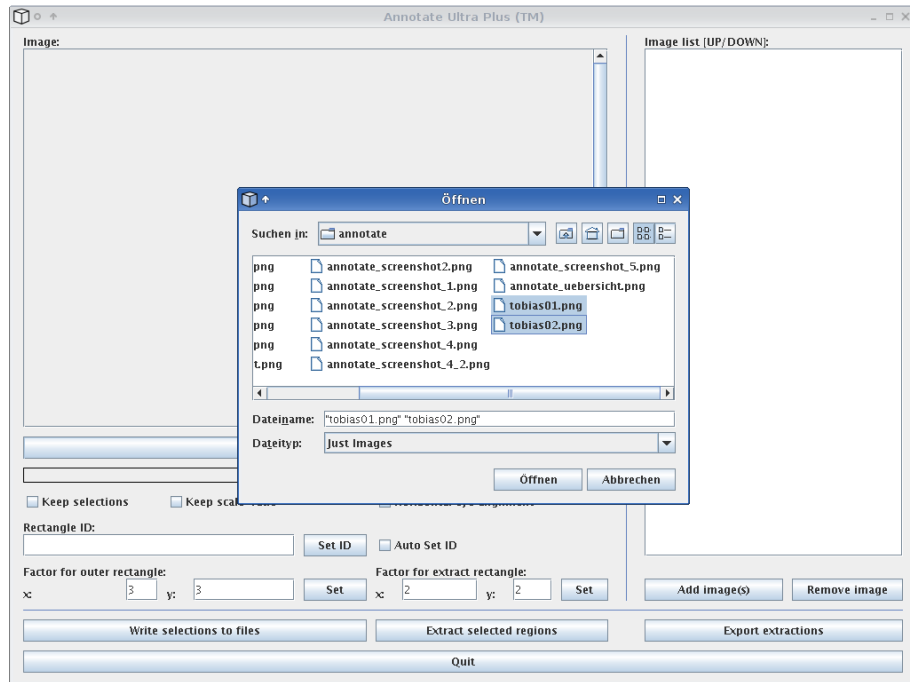 Annotate Ultra Plus (TM)
Image:
Image list [UP/DOWN]:
Öffnen
Suchen in:
annotate
png annotate_screenshot2.png annotate_screenshot_5.png
png annotate_screenshot_1.png annotate_uebersicht.png
png annotate_screenshot_2.png tobias01.png
png annotate_screenshot_3.png tobias02.png
png annotate_screenshot_4.png
t.png annotate_screenshot_4_2.png
Dateiname: "tobias01.png" "tobias02.png"
Dateityp: Just Images
Öffnen Abbrechen
Keep selections Keep
Rectangle ID:
Set ID Auto Set ID
Factor for outer rectangle: Factor for extract rectangle:
x: 3 y: 3 Set x: 2 y: 2 Set
Add image(s) Remove image
Write selections to files Extract selected regions Export extractions
Quit